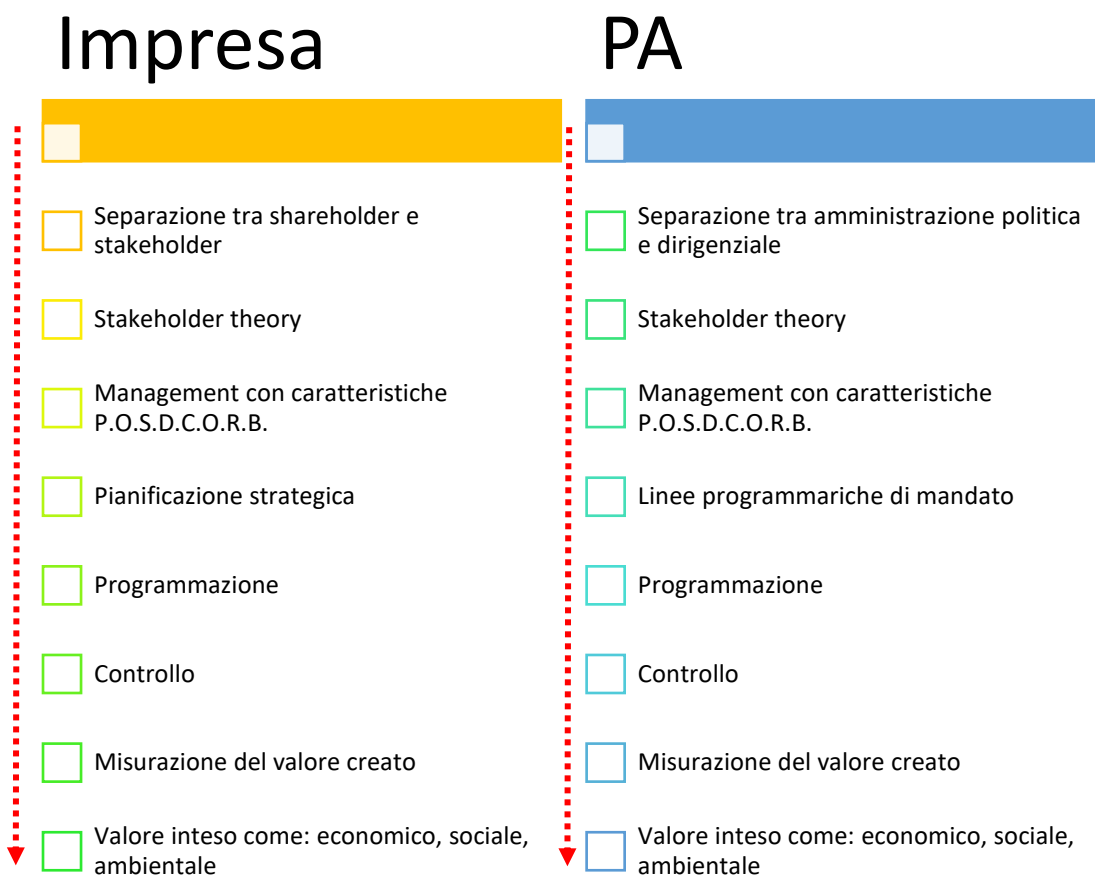 Impresa
Separazione tra shareholder e
stakeholder
Stakeholder theory
Management con caratteristiche
P.O.S.D.C.O.R.B.
Pianificazione strategica
Programmazione
Controllo
Misurazione del valore creato
Valore inteso come: economico, sociale,
ambientale
PA
Separazione tra amministrazione politica
e dirigenziale
Stakeholder theory
Management con caratteristiche
P.O.S.D.C.O.R.B.
Linee programmariche di mandato
Programmazione
Controllo
Misurazione del valore creato
Valore inteso come: economico, sociale,
ambientale